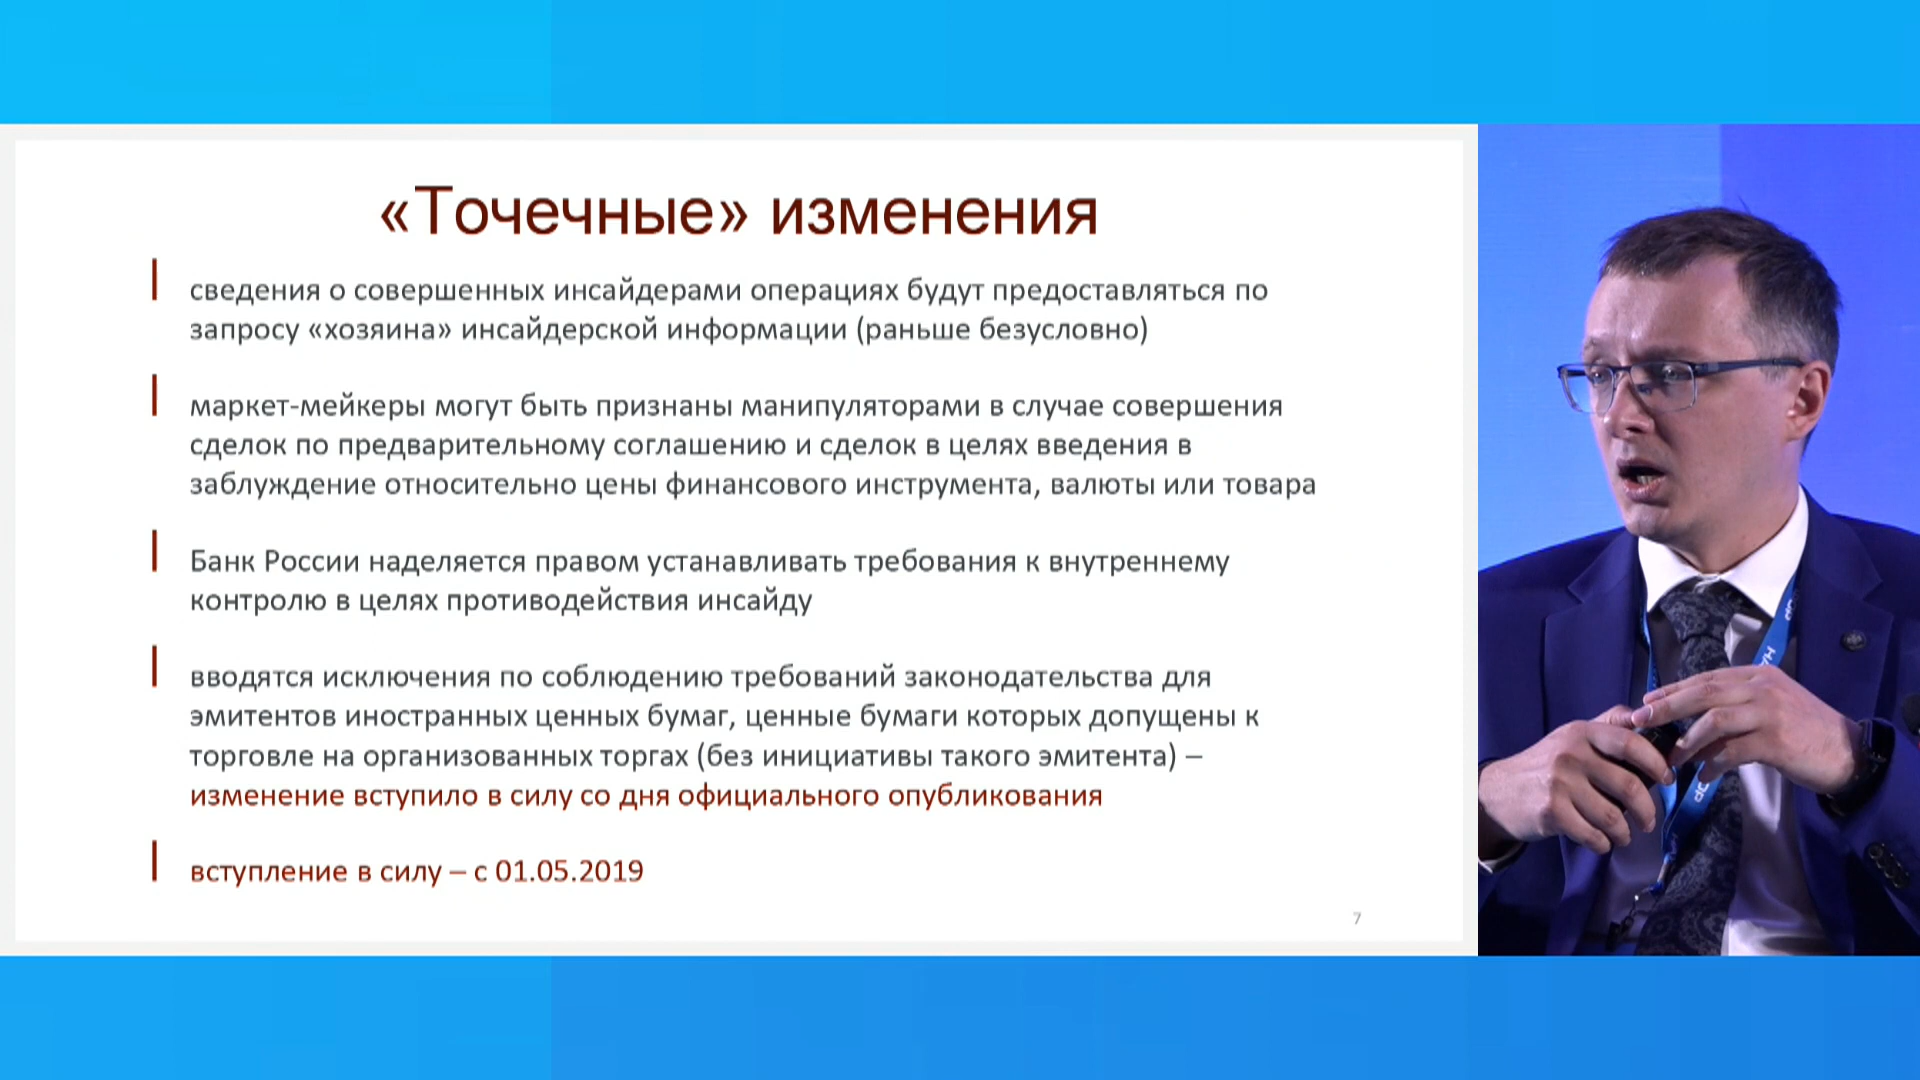 «Точечные» изменения
сведения о совершенных инсайдерами операциях будут предоставляться по
запросу «хозяина» инсайдерской информации (раньше безусловно)
маркет-мейкеры могут быть признаны манипуляторами в случае совершения
сделок по предварительному соглашению и сделок в целях введения в
заблуждение относительно цены финансового инструмента, валюты или товара
Банк России наделяется правом устанавливать требования к внутреннему
контролю в целях противодействия инсайду
вводятся исключения по соблюдению требований законодательства для
эмитентов иностранных ценных бумаг, ценные бумаги которых допущены к
торговле на организованных торгах (без инициативы такого эмитента) –
изменение вступило в силу со дня официального опубликования
вступление в силу – с 01.05.2019
7